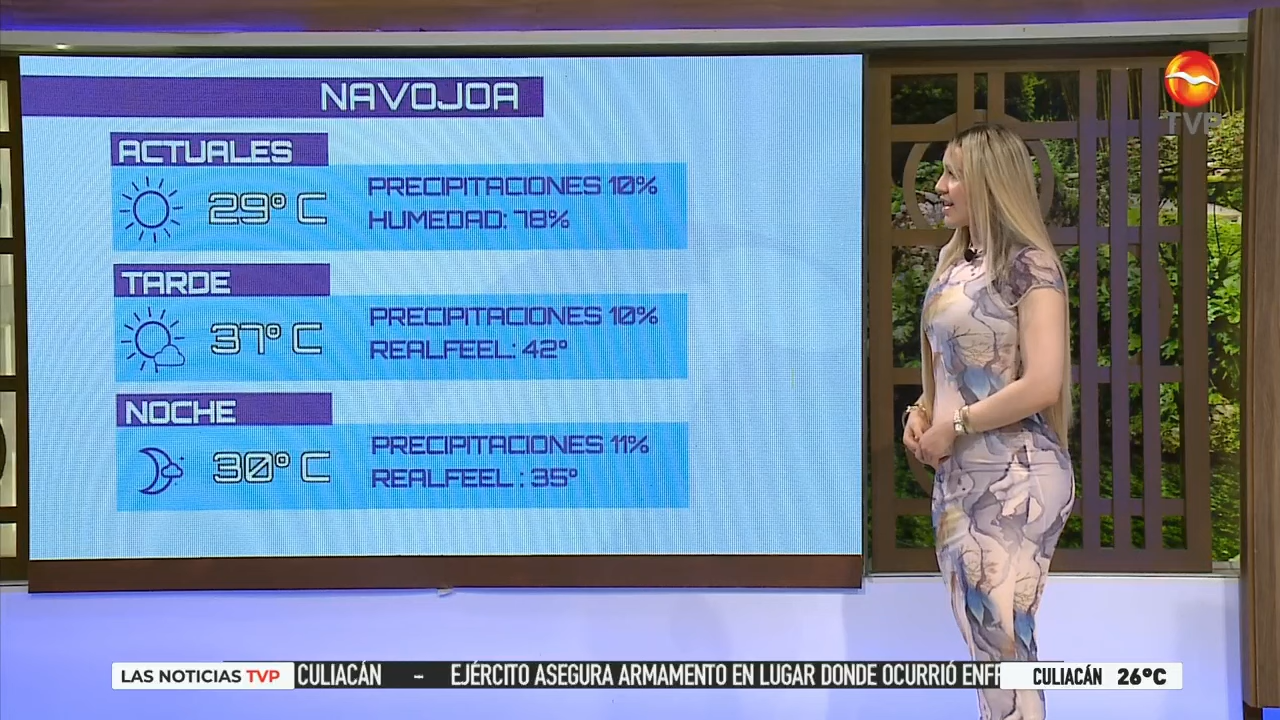 NAVOJOA
ACTUALES
29° C
PRECIPITACIONES 10%
HUMEDAD: 78%
TARDE
37° C
PRECIPITACIONES 10%
REALFEEL: 42°
NOCHE
30° C
PRECIPITACIONES 11%
REALFEEL : 35°
TVP
LAS NOTICIAS TVP
CULIACÁN - EJÉRCITO ASEGURA ARMAMENTO EN LUGAR DONDE OCURRIÓ
CULIACÁN 26°C